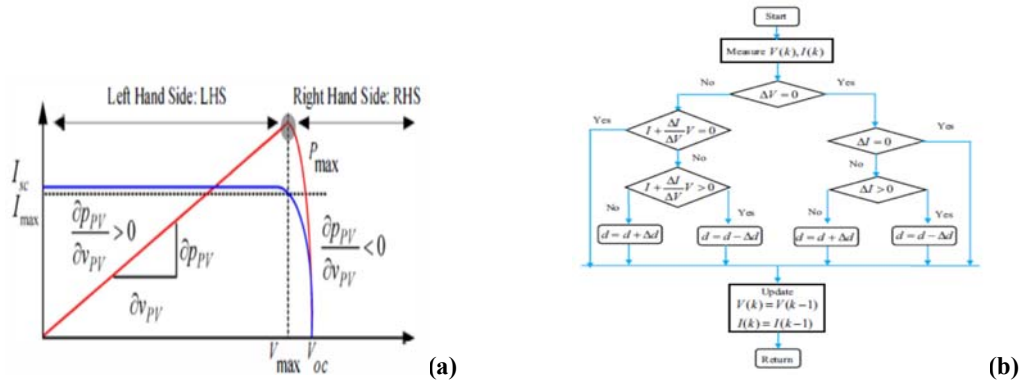 Left Hand Side: LHS
Right Hand Side: RHS
P_max
I_sc
I_max
∂p_PV/∂v_PV > 0
∂p_PV
∂v_PV
∂p_PV/∂v_PV < 0
V_max
V_oc
(a)
Start
Measure V(k), I(k)
No
Yes
ΔV = 0
Yes
I + ΔI/ΔV V = 0
ΔI = 0
Yes
No
No
I + ΔI/ΔV V > 0
ΔI > 0
No
Yes
No
Yes
d = d + Δd
d = d − Δd
d = d + Δd
d = d − Δd
Update
V(k) = V(k−1)
I(k) = I(k−1)
Return
(b)